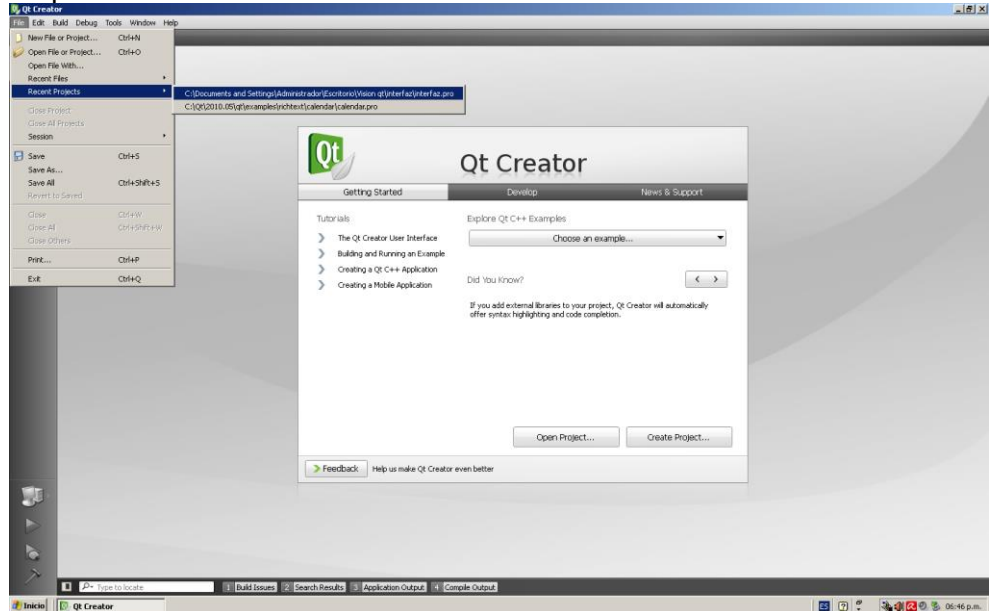 Qt Creator
File Edit Build Debug Tools Window Help
New File or Project... Ctrl+N
Open File or Project... Ctrl+O
Open File With...
Recent Files
Recent Projects
C:\Documents and Settings\Administrador\Escritorio\Vision qt\interfaz\interfaz.pro
C:\Qt\2010.05\qt\examples\richtext\calendar\calendar.pro
Close Project
Close All Projects
Session
Save Ctrl+S
Save As...
Save All Ctrl+Shift+S
Revert to Saved
Close Ctrl+W
Close All Ctrl+Shift+W
Close Others
Print... Ctrl+P
Exit Ctrl+Q
Qt
Qt Creator
Getting Started Develop News & Support
Tutorials
The Qt Creator User Interface
Building and Running an Example
Creating a Qt C++ Application
Creating a Mobile Application
Explore Qt C++ Examples
Choose an example...
Did You Know?
If you add external libraries to your project, Qt Creator will automatically
offer syntax highlighting and code completion.
Open Project... Create Project...
Feedback Help us make Qt Creator even better
Type to locate 1 Build Issues 2 Search Results 3 Application Output 4 Compile Output
Inicio Qt Creator ES 06:46 p.m.